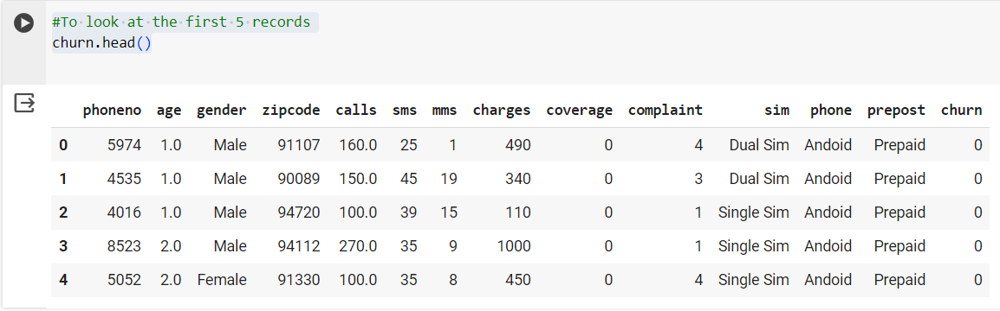 #To look at the first 5 records
churn.head()
phoneno age gender zipcode calls sms mms charges coverage complaint sim phone prepost churn
0 5974 1.0 Male 91107 160.0 25 1 490 0 4 Dual Sim Andoid Prepaid 0
1 4535 1.0 Male 90089 150.0 45 19 340 0 3 Dual Sim Andoid Prepaid 0
2 4016 1.0 Male 94720 100.0 39 15 110 0 1 Single Sim Andoid Prepaid 0
3 8523 2.0 Male 94112 270.0 35 9 1000 0 1 Single Sim Andoid Prepaid 0
4 5052 2.0 Female 91330 100.0 35 8 450 0 4 Single Sim Andoid Prepaid 0